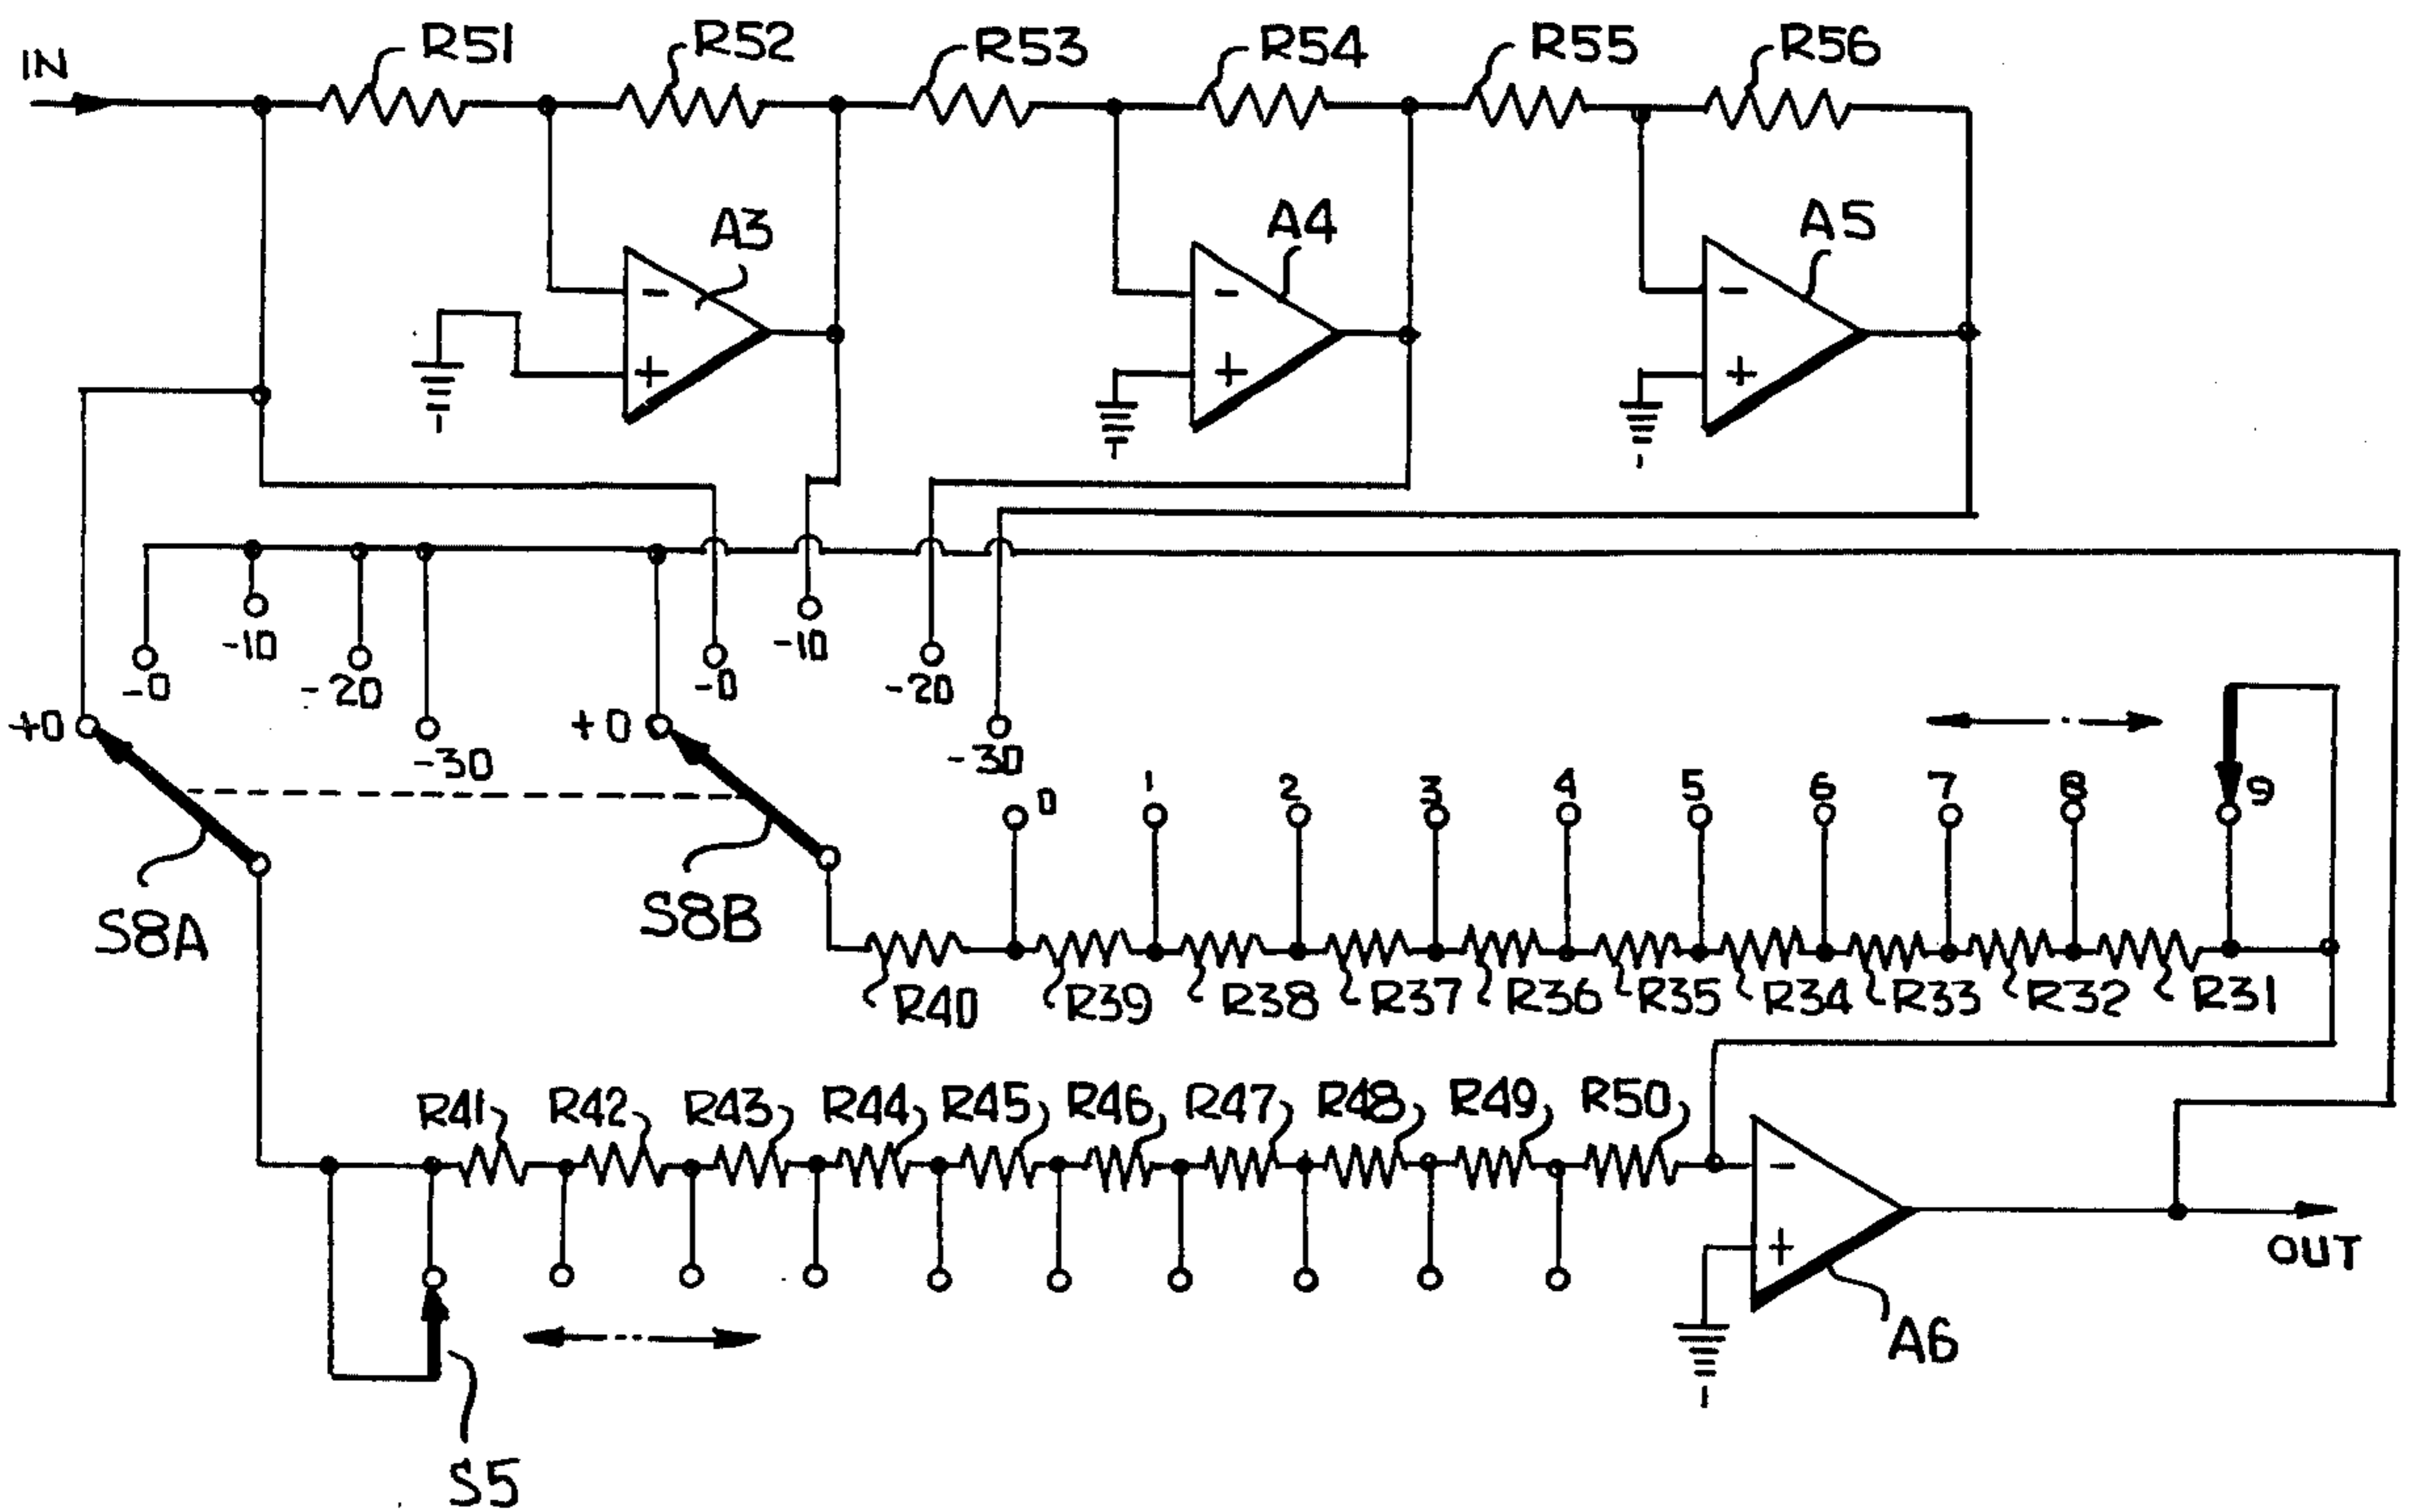 IN
R51
R52
R53
R54
R55
R56
A3
A4
A5
-
+
-
+
-
+
-0
-10
-20
-30
+0
-0
-10
-20
-30
+0
S8A
S8B
0
1
2
3
4
5
6
7
8
9
R40
R39
R38
R37
R36
R35
R34
R33
R32
R31
R41
R42
R43
R44
R45
R46
R47
R48
R49
R50
-
+
OUT
A6
S5